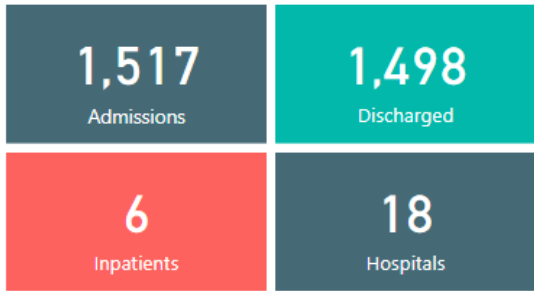 1,517
Admissions
1,498
Discharged
6
Inpatients
18
Hospitals